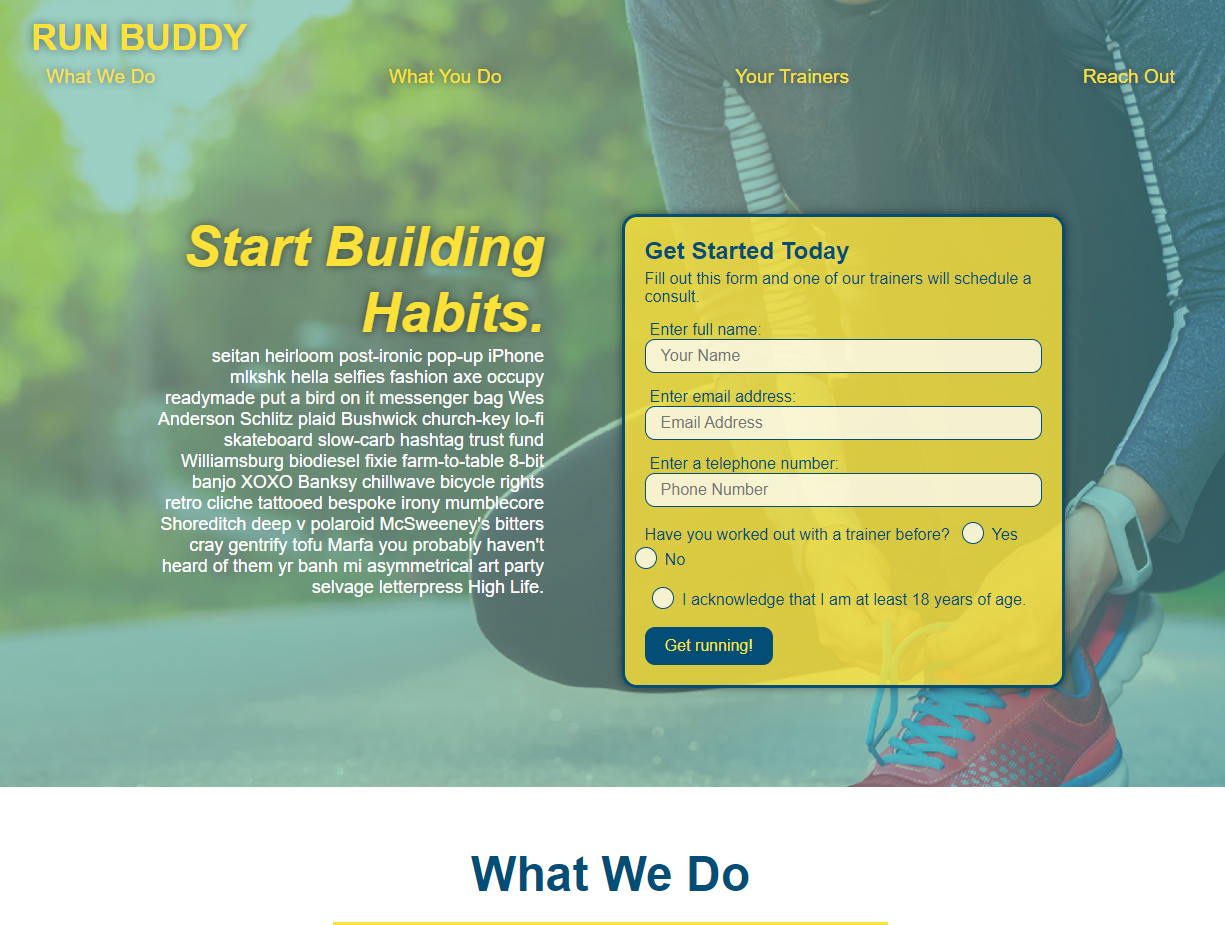 RUN BUDDY
What We Do
What You Do
Your Trainers
Reach Out
Start Building
Habits.
seitan heirloom post-ironic pop-up iPhone
mlkshk hella selfies fashion axe occupy
readymade put a bird on it messenger bag Wes
Anderson Schlitz plaid Bushwick church-key lo-fi
skateboard slow-carb hashtag trust fund
Williamsburg biodiesel fixie farm-to-table 8-bit
banjo XOXO Banksy chillwave bicycle rights
retro cliche tattooed bespoke irony mumblecore
Shoreditch deep v polaroid McSweeney's bitters
cray gentrify tofu Marfa you probably haven't
heard of them yr banh mi asymmetrical art party
selvage letterpress High Life.
Get Started Today
Fill out this form and one of our trainers will schedule a
consult.
Enter full name:
Your Name
Enter email address:
Email Address
Enter a telephone number:
Phone Number
Have you worked out with a trainer before? Yes
No
I acknowledge that I am at least 18 years of age.
Get running!
What We Do